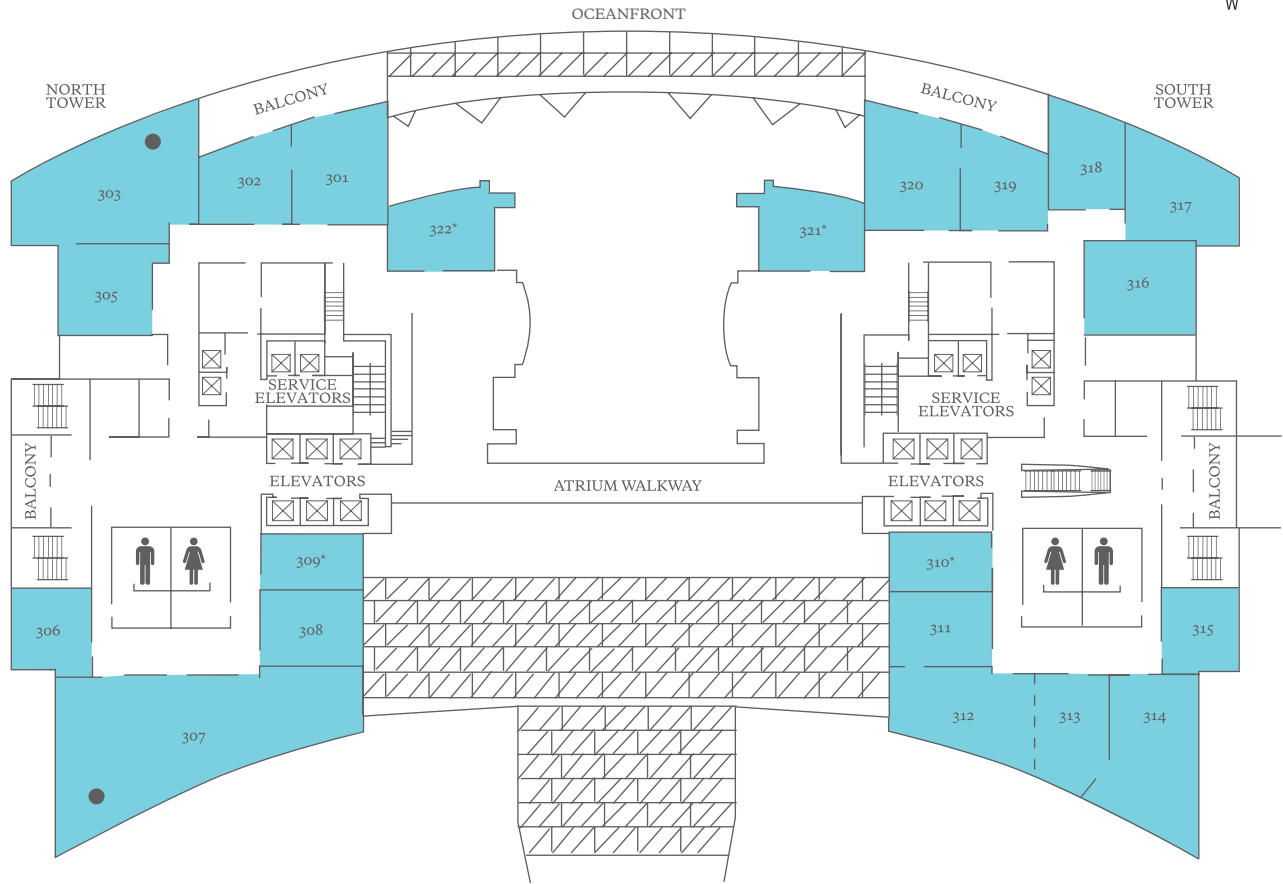 W
OCEANFRONT
NORTH
TOWER
BALCONY
BALCONY
SOUTH
TOWER
303
302
301
322*
321*
320
319
318
317
305
316
SERVICE
ELEVATORS
SERVICE
ELEVATORS
BALCONY
ELEVATORS
ATRIUM WALKWAY
ELEVATORS
BALCONY
309*
310*
306
308
311
315
307
312
313
314